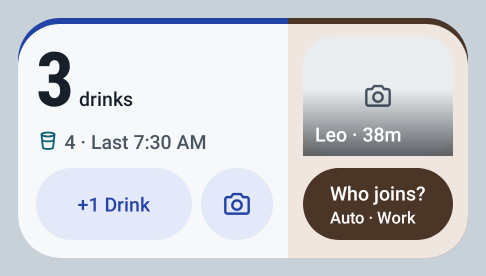 3 drinks
4 · Last 7:30 AM
+1 Drink
Leo · 38m
Who joins?
Auto · Work